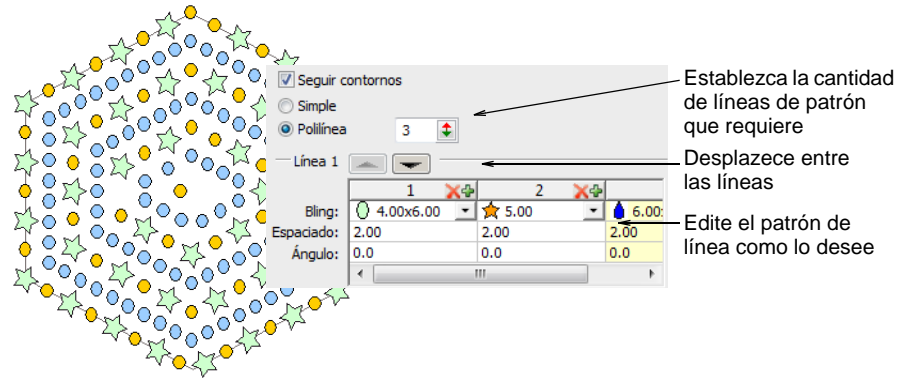 Seguir contornos
Simple
Polilínea 3
Línea 1
1 2
Bling: 4.00x6.00 5.00 6.00
Espaciado: 2.00 2.00 2.00
Ángulo: 0.0 0.0 0.0
Establezca la cantidad
de líneas de patrón
que requiere
Desplazece entre
las líneas
Edite el patrón de
línea como lo desee